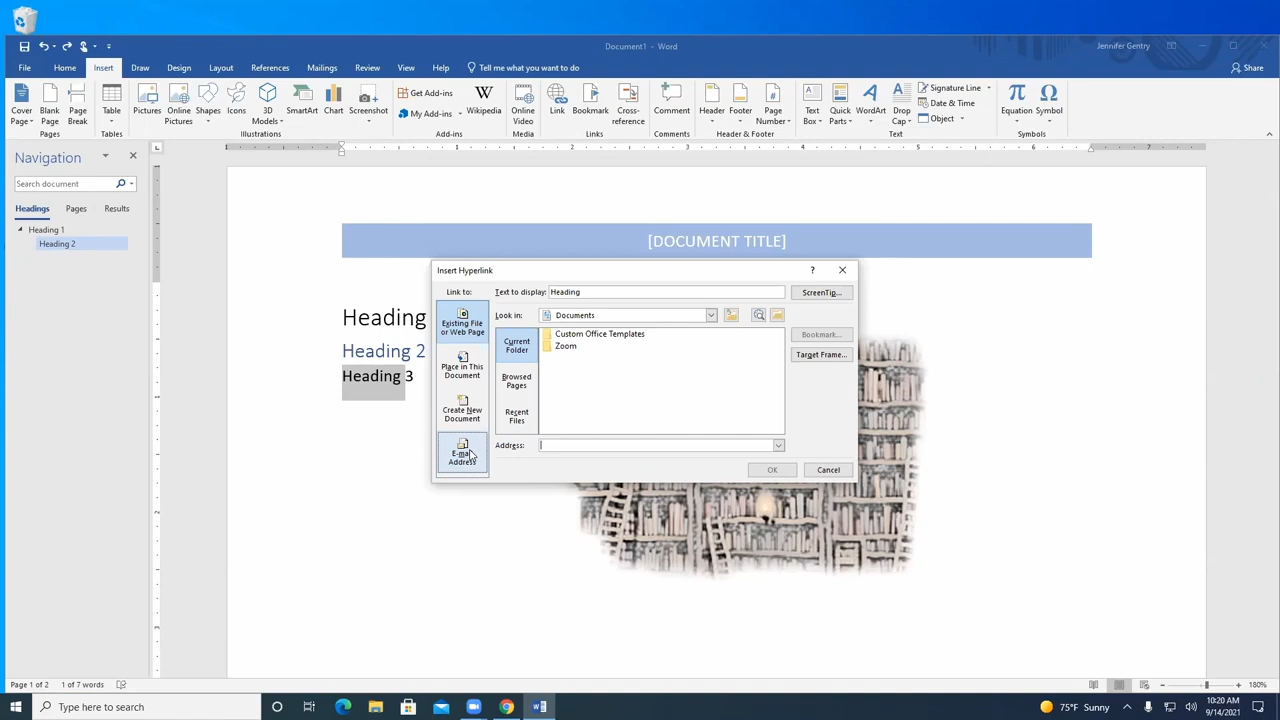 Document1 - Word
Jennifer Gentry
File Home Insert Draw Design Layout References Mailings Review View Help Tell me what you want to do Share
Cover Page
Blank Page
Page Break
Table
Pictures
Online Pictures
Shapes
Icons
3D Models
SmartArt
Chart
Screenshot
Get Add-ins
My Add-ins
Wikipedia
Online Video
Link
Bookmark
Cross-reference
Comment
Header
Footer
Page Number
Text Box
Quick Parts
WordArt
Drop Cap
Signature Line
Date & Time
Object
Equation
Symbol
Pages Tables Illustrations Add-ins Media Links Comments Header & Footer Text Symbols
Navigation
Search document
Headings Pages Results
Heading 1
Heading 2
1 2 3 4 5 6 7
[DOCUMENT TITLE]
Heading
Heading 2
Heading 3
Insert Hyperlink
Link to:
Text to display: Heading
ScreenTip...
Existing File or Web Page
Look in: Documents
Place in This Document
Create New Document
E-mail Address
Current Folder
Browsed Pages
Recent Files
Custom Office Templates
Zoom
Bookmark...
Target Frame...
Address:
OK Cancel
Page 1 of 2 1 of 7 words
180%
Type here to search
75°F Sunny
10:20 AM
9/14/2021